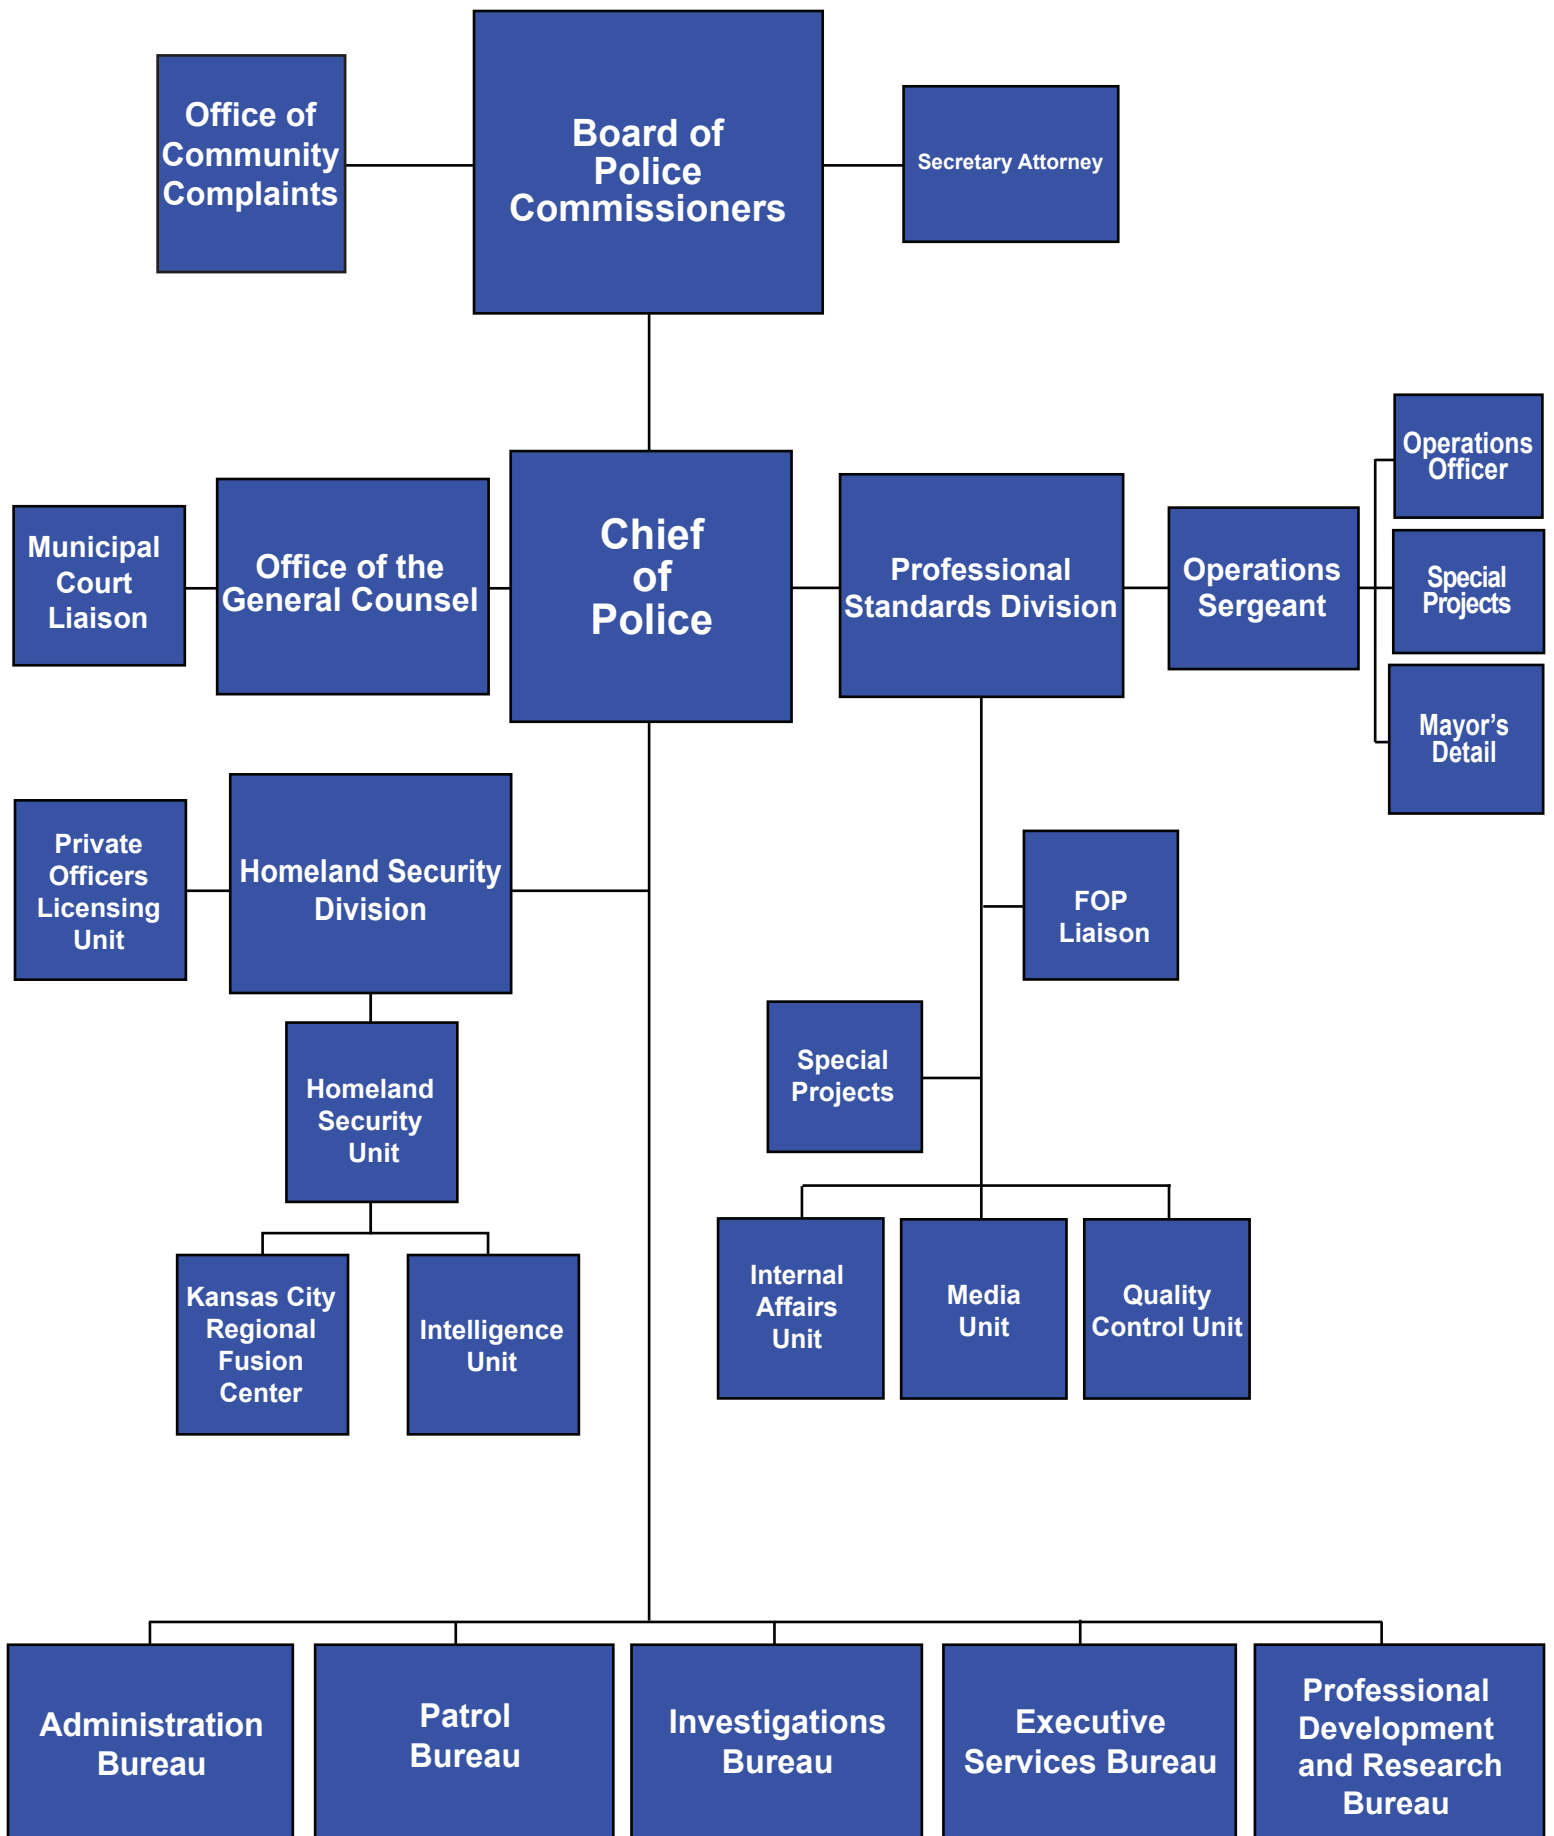 Office of
Community
Complaints
Board of
Police
Commissioners
Secretary Attorney
Municipal
Court
Liaison
Office of the
General Counsel
Chief
of
Police
Professional
Standards Division
Operations
Sergeant
Operations
Officer
Special
Projects
Mayor's
Detail
Private
Officers
Licensing
Unit
Homeland Security
Division
FOP
Liaison
Special
Projects
Homeland
Security
Unit
Kansas City
Regional
Fusion
Center
Intelligence
Unit
Internal
Affairs
Unit
Media
Unit
Quality
Control Unit
Administration
Bureau
Patrol
Bureau
Investigations
Bureau
Executive
Services Bureau
Professional
Development
and Research
Bureau